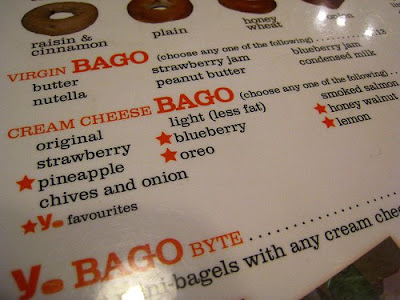 raisin &
cinnamon
plain
honey
wheat
onion
VIRGIN BAGO (choose any one of the following) ........ 13
butter strawberry jam blueberry jam
nutella peanut butter condensed milk
CREAM CHEESE BAGO (choose any one of the following) ..
original light (less fat) smoked salmon
strawberry blueberry honey walnut
pineapple oreo lemon
chives and onion
y. favourites
y. BAGO BYTE ..................
mini-bagels with any cream chee